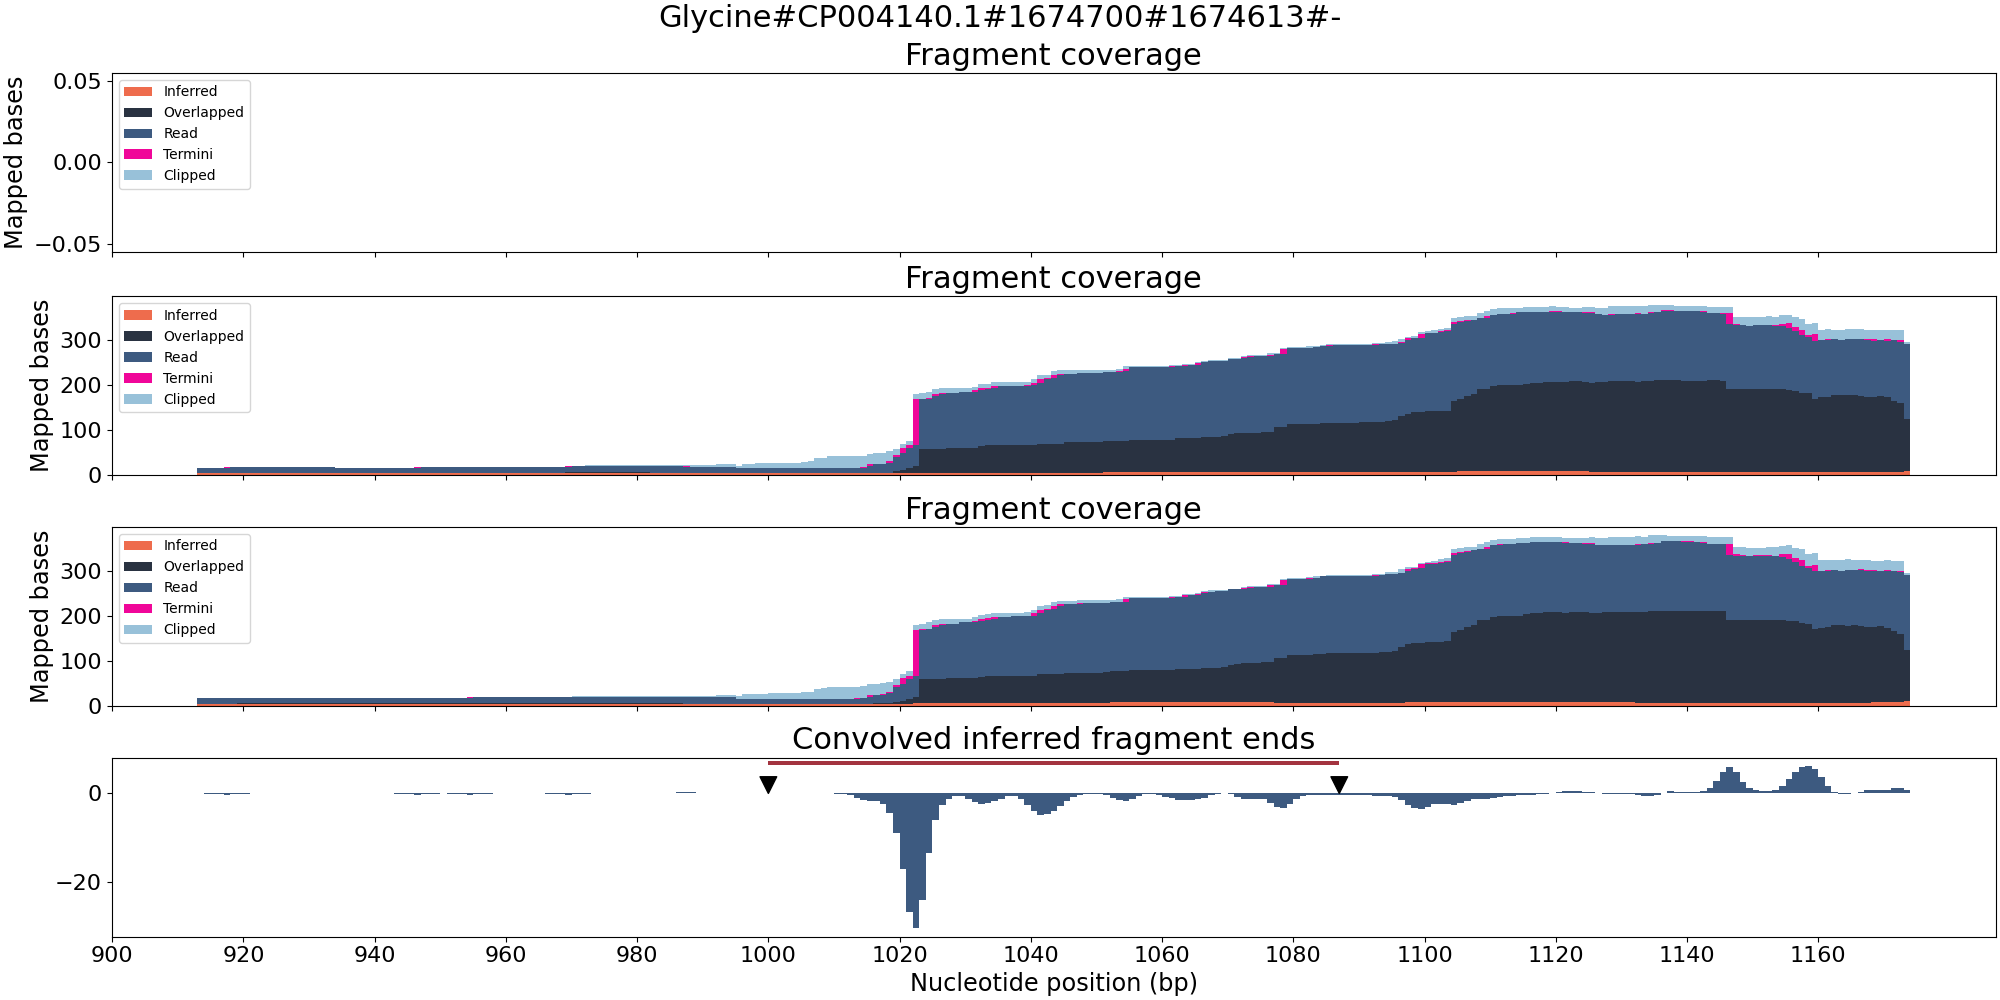 Glycine#CP004140.1#1674700#1674613#-
Fragment coverage
Mapped bases
0.05
0.00
−0.05
Inferred
Overlapped
Read
Termini
Clipped
Fragment coverage
Mapped bases
300
200
100
0
Inferred
Overlapped
Read
Termini
Clipped
Fragment coverage
Mapped bases
300
200
100
0
Inferred
Overlapped
Read
Termini
Clipped
Convolved inferred fragment ends
0
−20
900 920 940 960 980 1000 1020 1040 1060 1080 1100 1120 1140 1160
Nucleotide position (bp)